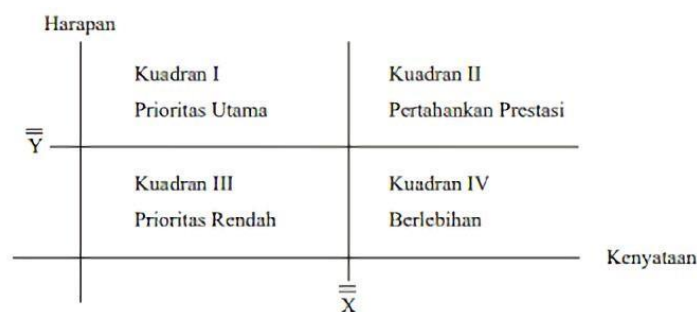 Harapan
Kuadran I
Prioritas Utama
Kuadran II
Pertahankan Prestasi
Y̿
Kuadran III
Prioritas Rendah
Kuadran IV
Berlebihan
Kenyataan
X̿